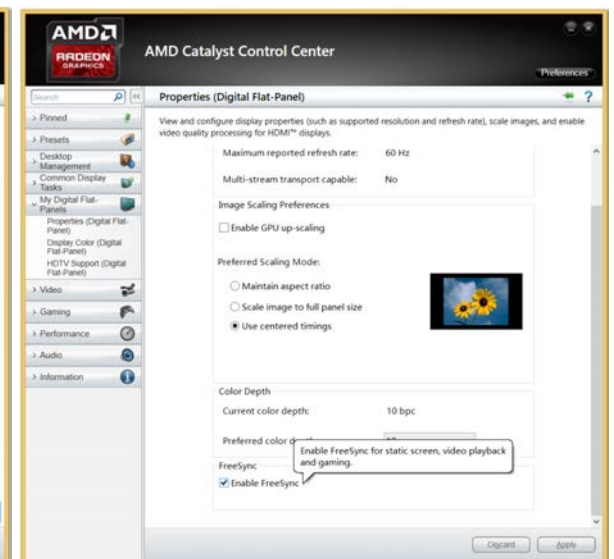 AMD
RADEON
GRAPHICS
AMD Catalyst Control Center
Preferences
Search
Properties (Digital Flat-Panel)
?
Pinned
Presets
Desktop
Management
Common Display
Tasks
My Digital Flat-
Panels
Properties (Digital Flat-
Panel)
Display Color (Digital
Flat-Panel)
HDTV Support (Digital
Flat-Panel)
Video
Gaming
Performance
Audio
Information
View and configure display properties (such as supported resolution and refresh rate), scale images, and enable
video quality processing for HDMI™ displays.
Maximum reported refresh rate: 60 Hz
Multi-stream transport capable: No
Image Scaling Preferences
Enable GPU up-scaling
Preferred Scaling Mode:
Maintain aspect ratio
Scale image to full panel size
Use centered timings
Color Depth
Current color depth: 10 bpc
Preferred color
Enable FreeSync for static screen, video playback
and gaming.
FreeSync
Enable FreeSync
Discard Apply